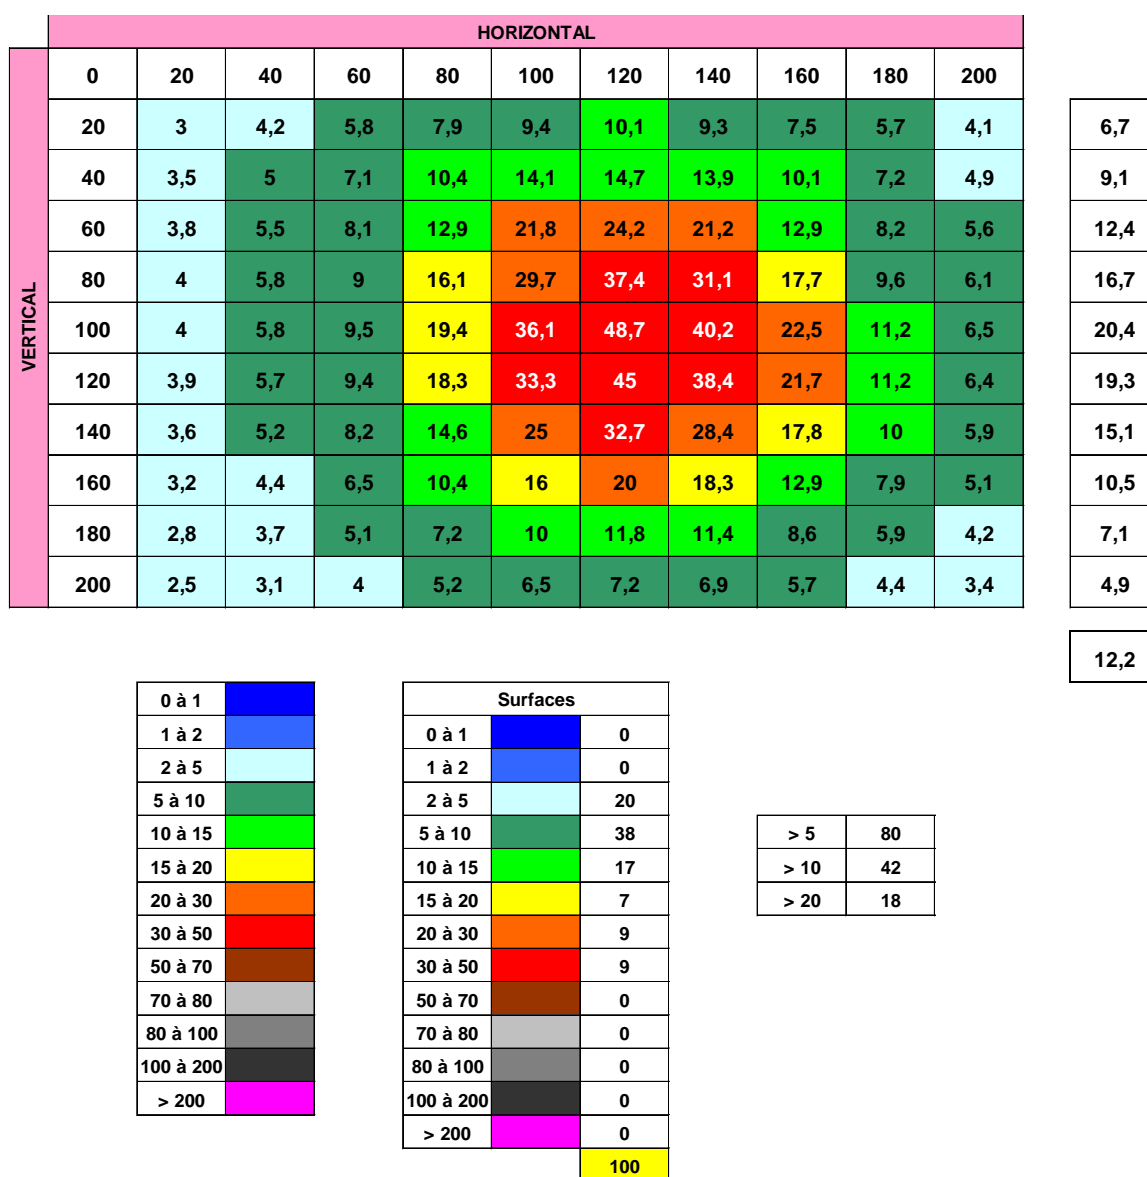 HORIZONTAL
VERTICAL
0 20 40 60 80 100 120 140 160 180 200
20 3 4,2 5,8 7,9 9,4 10,1 9,3 7,5 5,7 4,1 6,7
40 3,5 5 7,1 10,4 14,1 14,7 13,9 10,1 7,2 4,9 9,1
60 3,8 5,5 8,1 12,9 21,8 24,2 21,2 12,9 8,2 5,6 12,4
80 4 5,8 9 16,1 29,7 37,4 31,1 17,7 9,6 6,1 16,7
100 4 5,8 9,5 19,4 36,1 48,7 40,2 22,5 11,2 6,5 20,4
120 3,9 5,7 9,4 18,3 33,3 45 38,4 21,7 11,2 6,4 19,3
140 3,6 5,2 8,2 14,6 25 32,7 28,4 17,8 10 5,9 15,1
160 3,2 4,4 6,5 10,4 16 20 18,3 12,9 7,9 5,1 10,5
180 2,8 3,7 5,1 7,2 10 11,8 11,4 8,6 5,9 4,2 7,1
200 2,5 3,1 4 5,2 6,5 7,2 6,9 5,7 4,4 3,4 4,9
12,2
0 à 1
1 à 2
2 à 5
5 à 10
10 à 15
15 à 20
20 à 30
30 à 50
50 à 70
70 à 80
80 à 100
100 à 200
> 200
Surfaces
0 à 1 0
1 à 2 0
2 à 5 20
5 à 10 38
10 à 15 17
15 à 20 7
20 à 30 9
30 à 50 9
50 à 70 0
70 à 80 0
80 à 100 0
100 à 200 0
> 200 0
100
> 5 80
> 10 42
> 20 18